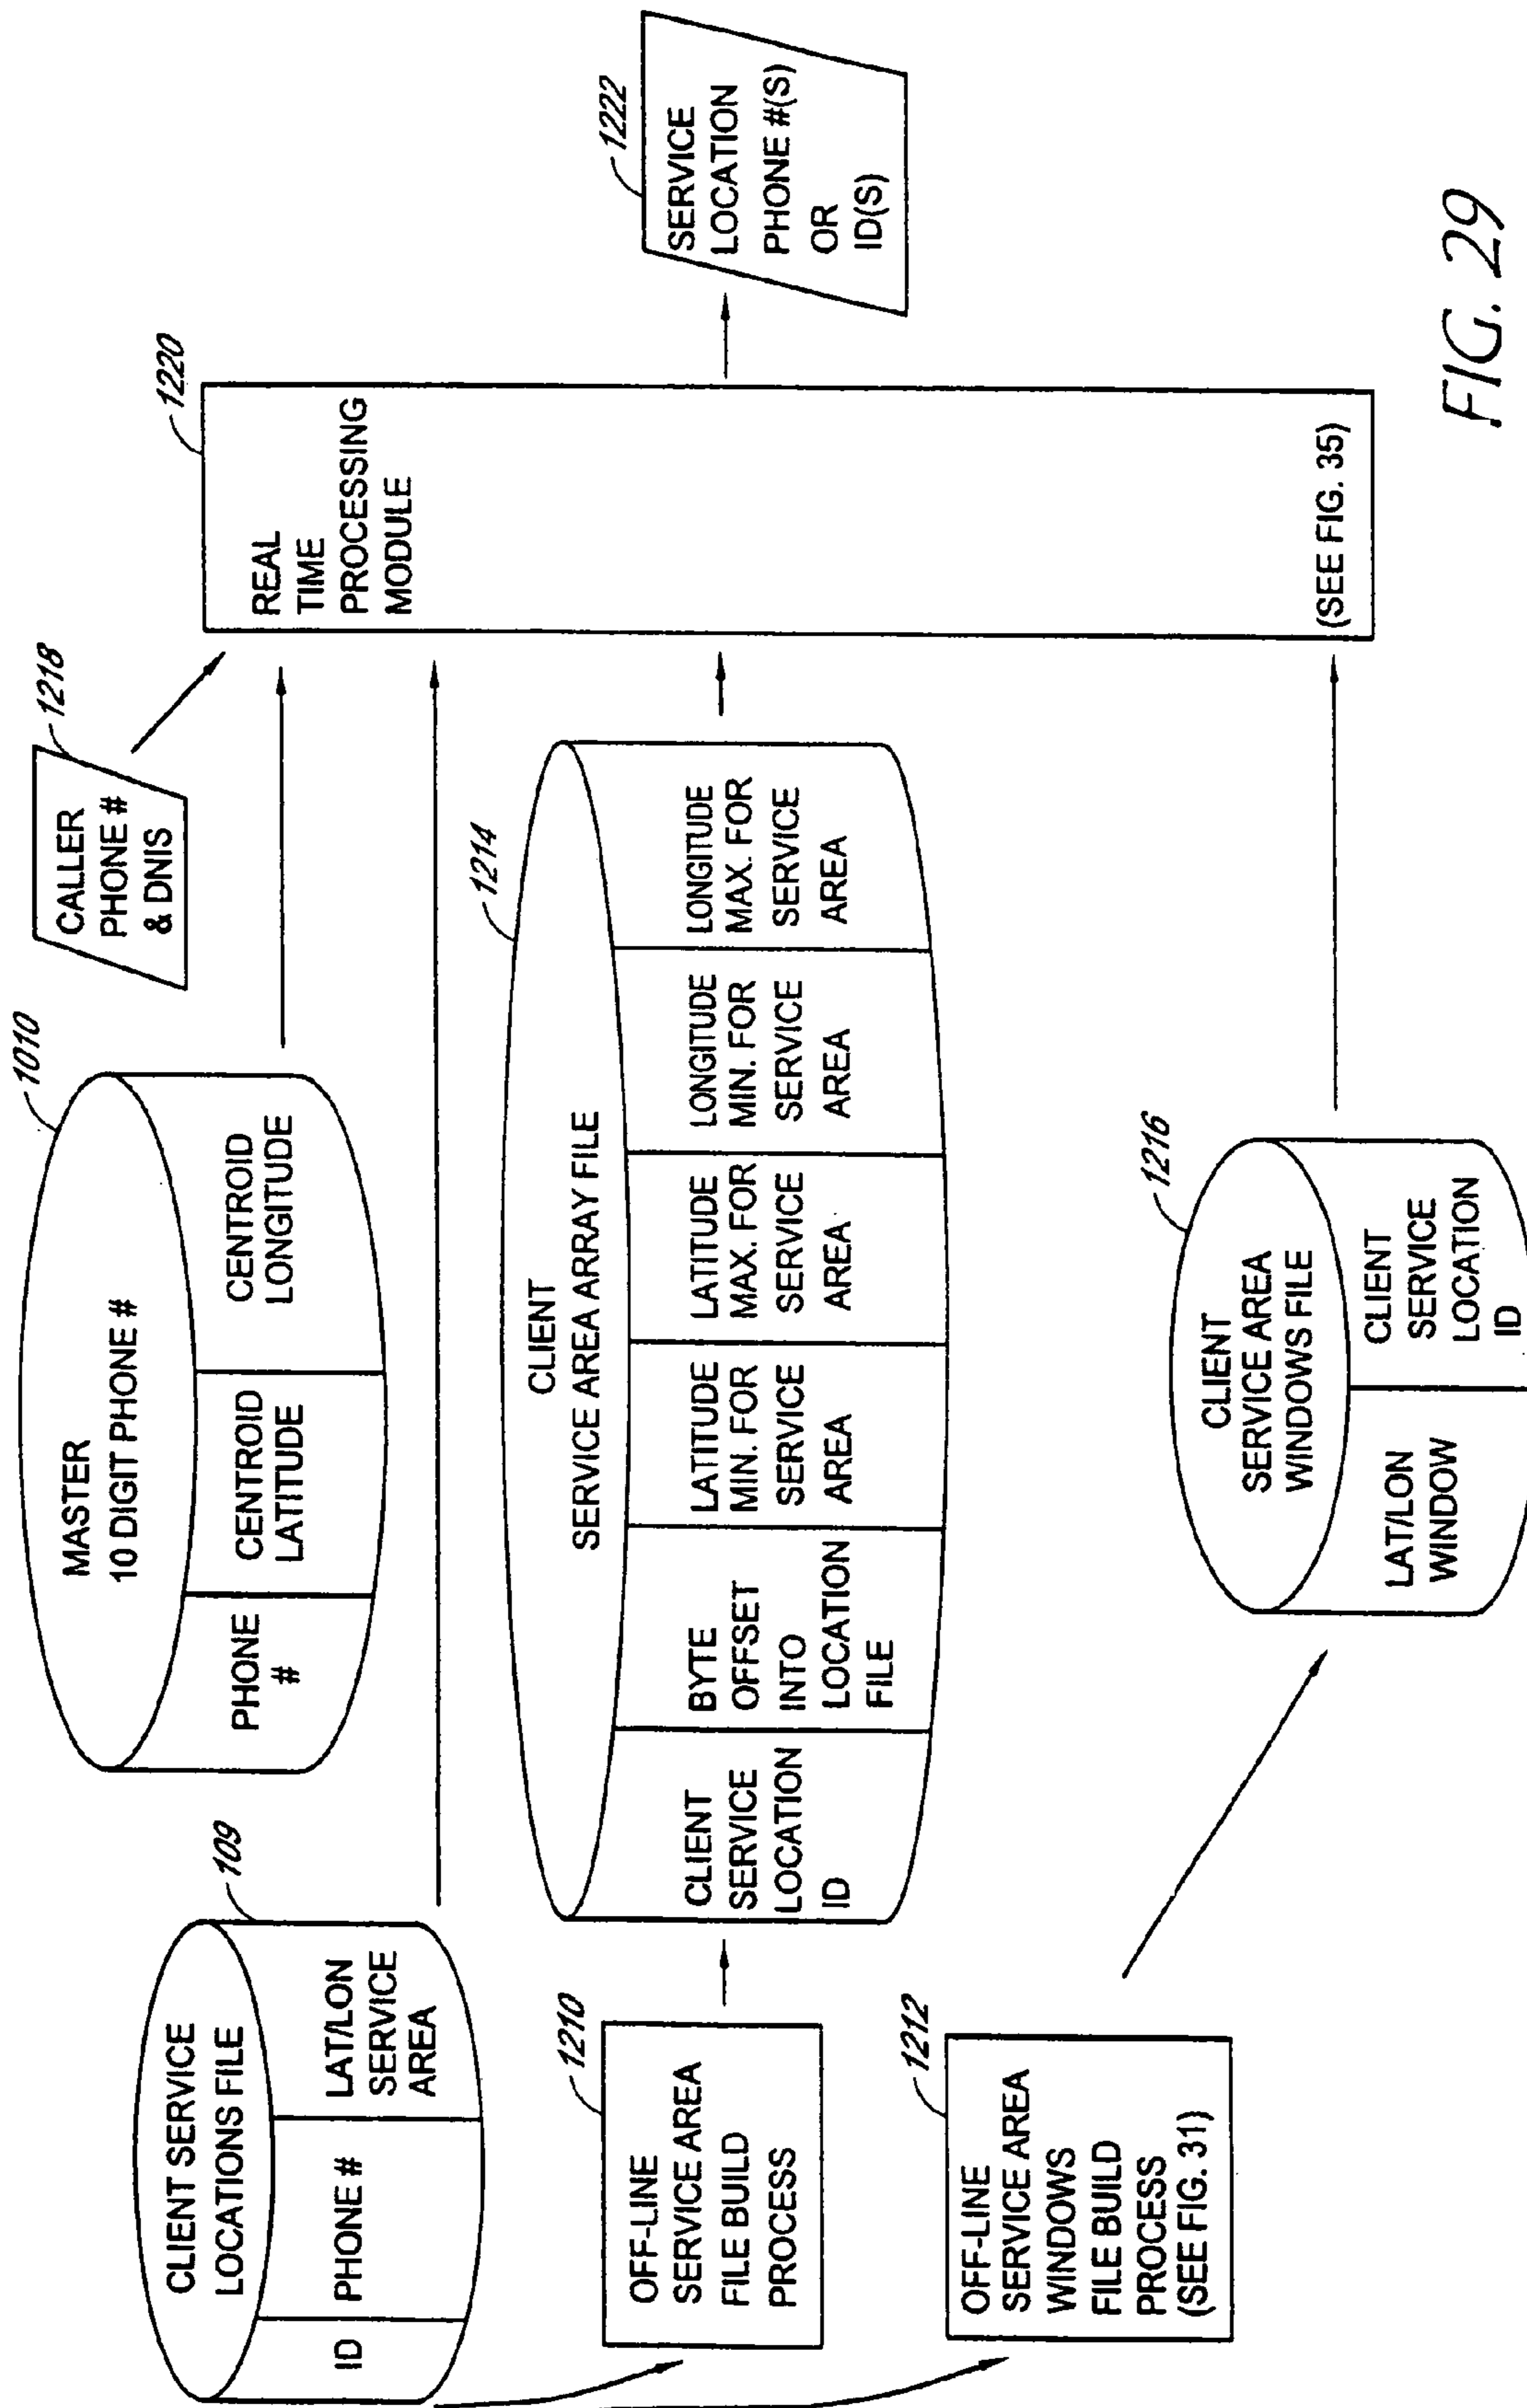 CLIENT SERVICE
LOCATIONS FILE
ID
PHONE #
LAT/LON
SERVICE
AREA
109
MASTER
10 DIGIT PHONE #
PHONE
#
CENTROID
LATITUDE
CENTROID
LONGITUDE
1010
CALLER
PHONE #
& DNIS
1218
REAL
TIME
PROCESSING
MODULE
(SEE FIG. 35)
1220
SERVICE
LOCATION
PHONE #(S)
OR
ID(S)
1222
OFF-LINE
SERVICE AREA
FILE BUILD
PROCESS
1210
CLIENT
SERVICE AREA ARRAY FILE
CLIENT
SERVICE
LOCATION
ID
BYTE
OFFSET
INTO
LOCATION
FILE
LATITUDE
MIN. FOR
SERVICE
AREA
LATITUDE
MAX. FOR
SERVICE
AREA
LONGITUDE
MIN. FOR
SERVICE
AREA
LONGITUDE
MAX. FOR
SERVICE
AREA
1214
OFF-LINE
SERVICE AREA
WINDOWS
FILE BUILD
PROCESS
(SEE FIG. 31)
1212
CLIENT
SERVICE AREA
WINDOWS FILE
LAT/LON
WINDOW
CLIENT
SERVICE
LOCATION
ID
1216
FIG. 29